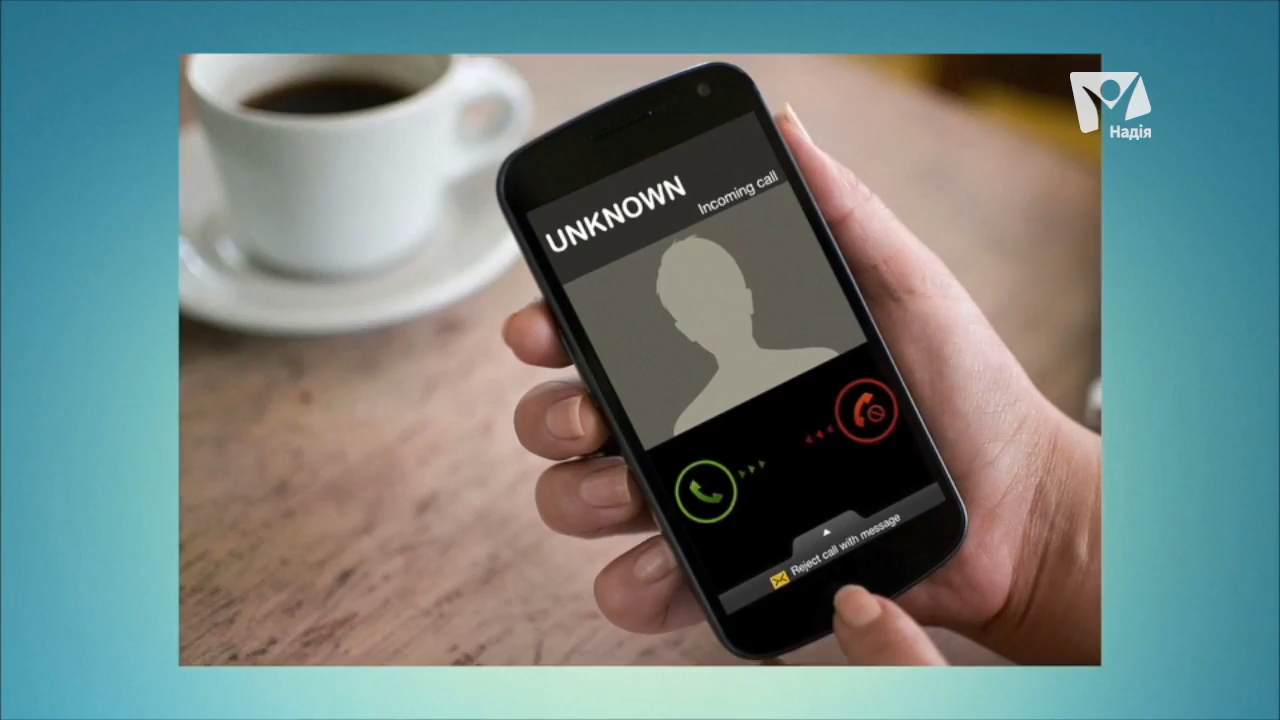 Надія
UNKNOWN
Incoming call
Reject call with message